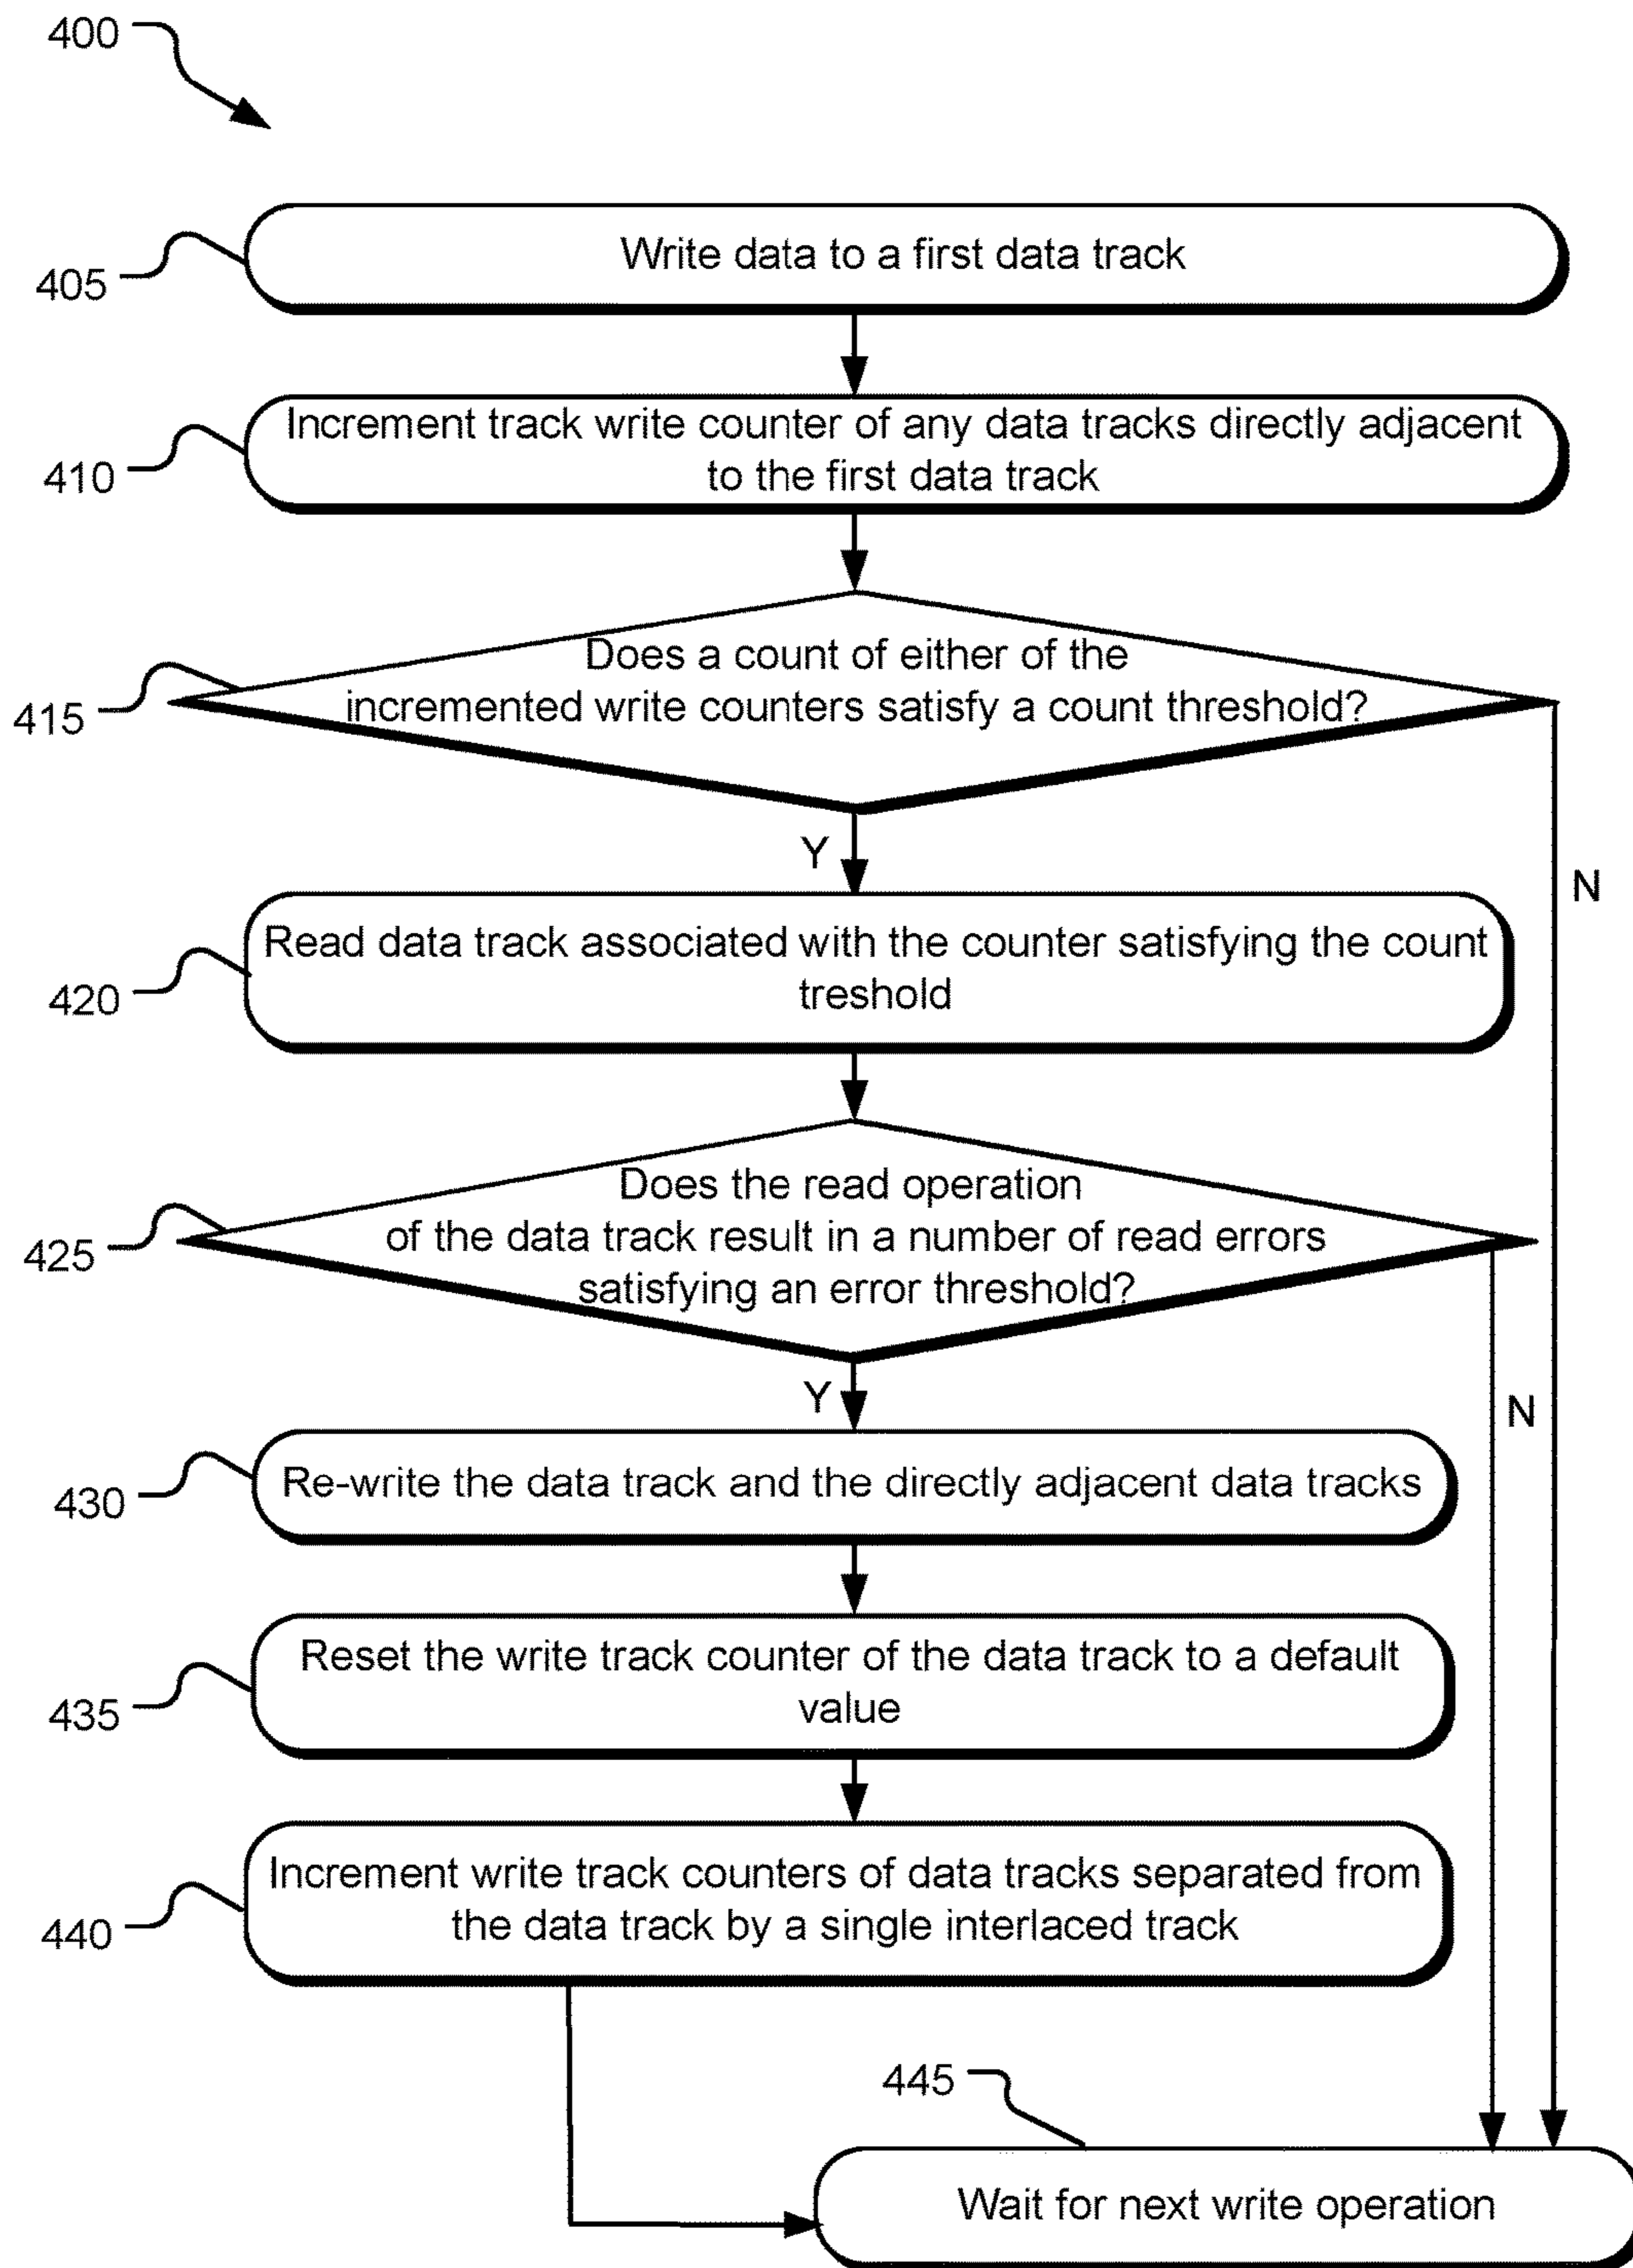 400
405
Write data to a first data track
410
Increment track write counter of any data tracks directly adjacent
to the first data track
415
Does a count of either of the
incremented write counters satisfy a count threshold?
Y
N
420
Read data track associated with the counter satisfying the count
treshold
425
Does the read operation
of the data track result in a number of read errors
satisfying an error threshold?
Y
N
430
Re-write the data track and the directly adjacent data tracks
435
Reset the write track counter of the data track to a default
value
440
Increment write track counters of data tracks separated from
the data track by a single interlaced track
445
Wait for next write operation